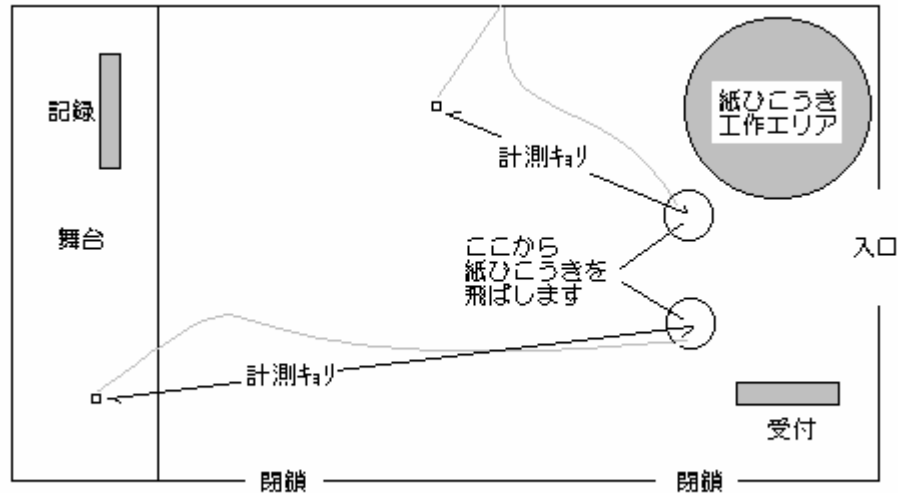 紙ひこうき
工作エリア
記録
計測ｷｮﾘ
舞台
ここから
紙ひこうきを
飛ばします
入口
計測ｷｮﾘ
受付
閉鎖
閉鎖